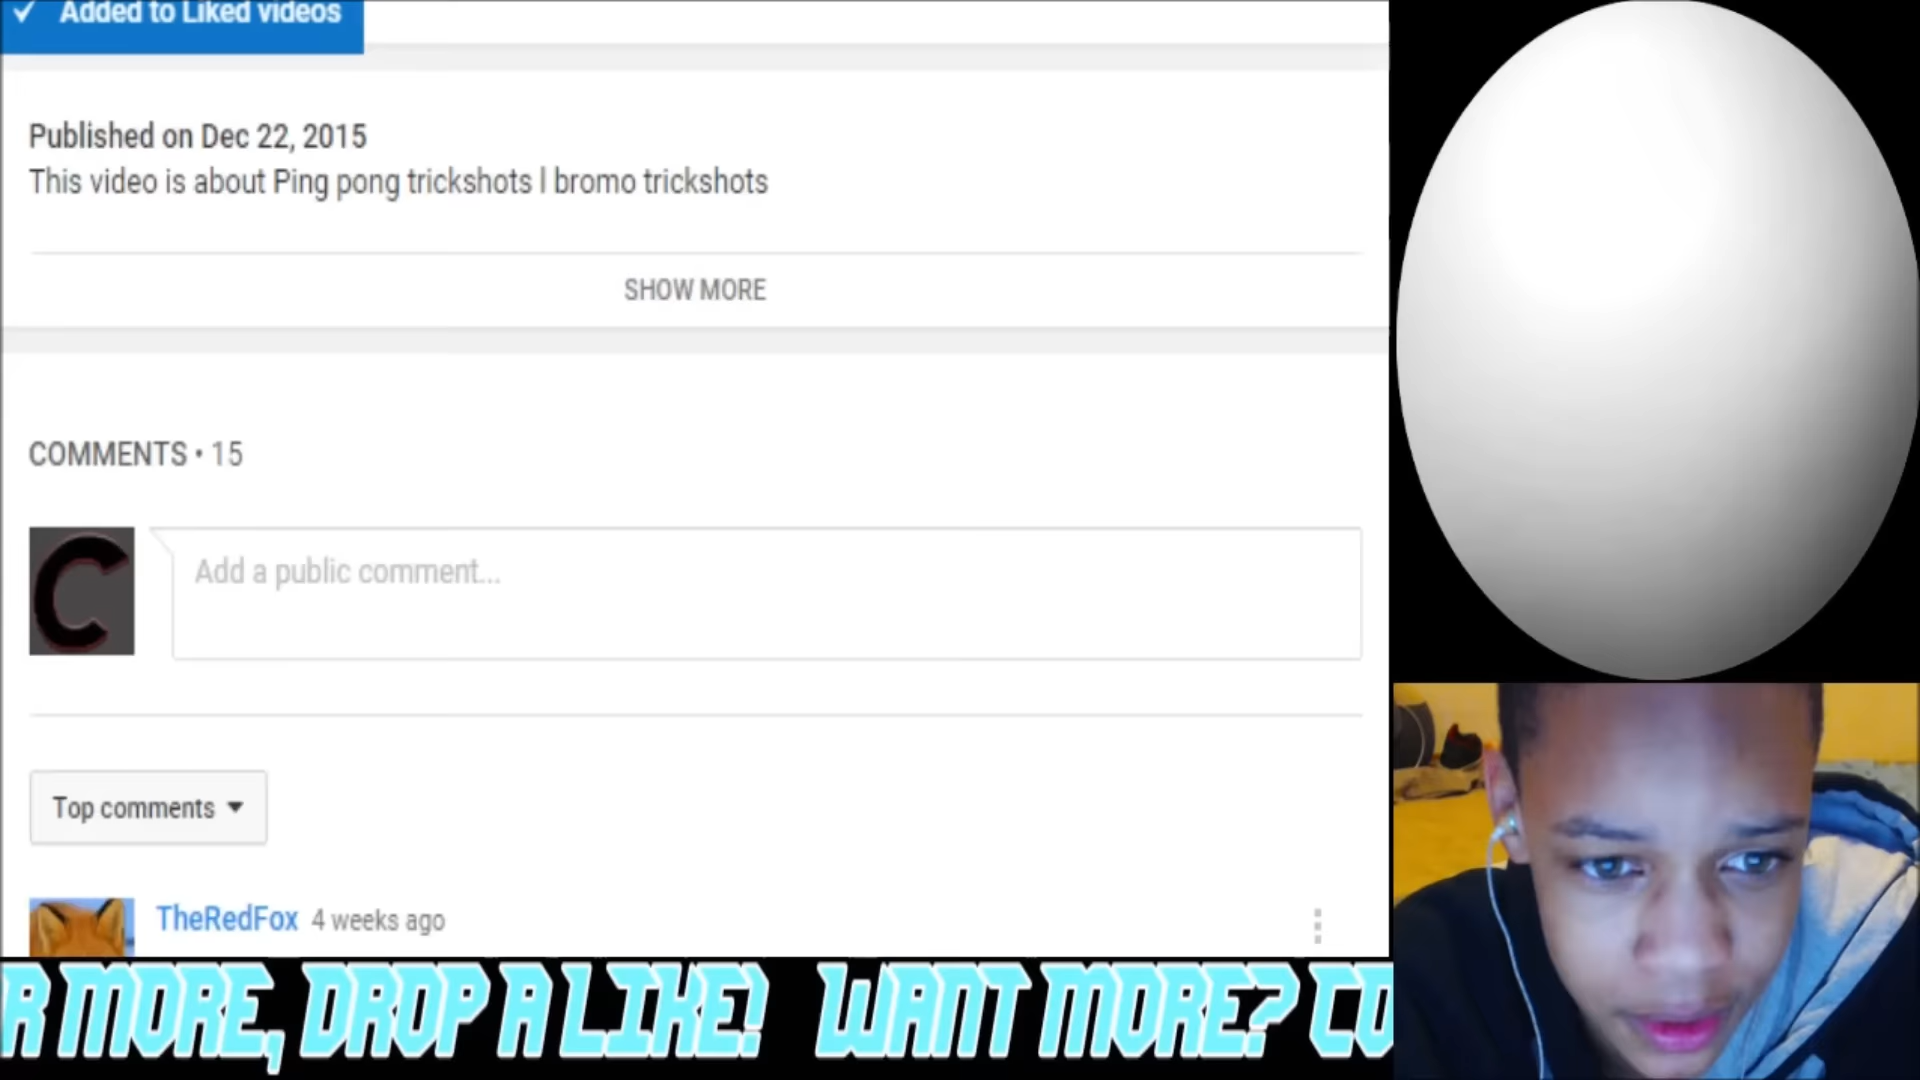 Added to Liked videos
Published on Dec 22, 2015
This video is about Ping pong trickshots l bromo trickshots
SHOW MORE
COMMENTS • 15
C
Add a public comment...
Top comments
TheRedFox 4 weeks ago
R MORE, DROP A LIKE! WANT MORE? CO